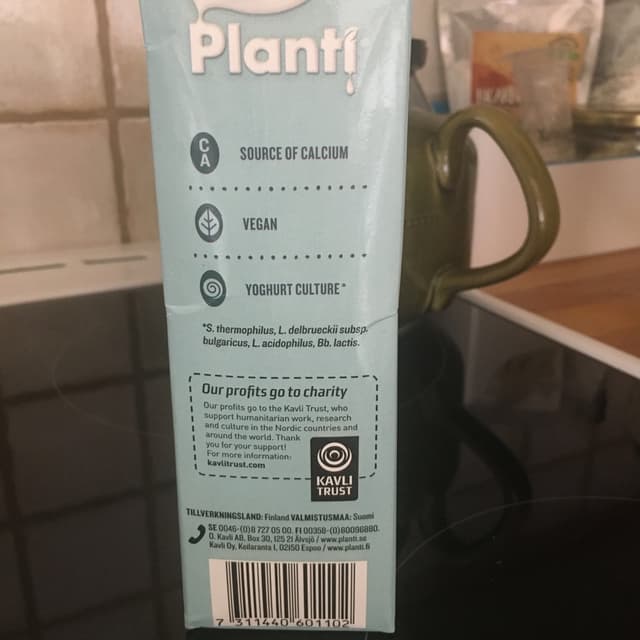 Planti
CA
SOURCE OF CALCIUM
VEGAN
YOGHURT CULTURE*
*S. thermophilus, L. delbrueckii subsp.
bulgaricus, L. acidophilus, Bb. lactis.
Our profits go to charity
Our profits go to the Kavli Trust, who
support humanitarian work, research
and culture in the Nordic countries and
around the world. Thank
you for your support!
For more information:
kavlitrust.com
KAVLI
TRUST
TILLVERKNINGSLAND: Finland VALMISTUSMAA: Suomi
SE 0046-(0)8 727 05 00. FI 00358-(0)80096880.
O. Kavli AB, Box 30, 125 21 Älvsjö / www.planti.se
Kavli Oy, Keilaranta 1, 02150 Espoo / www.planti.fi
7 311440 601102